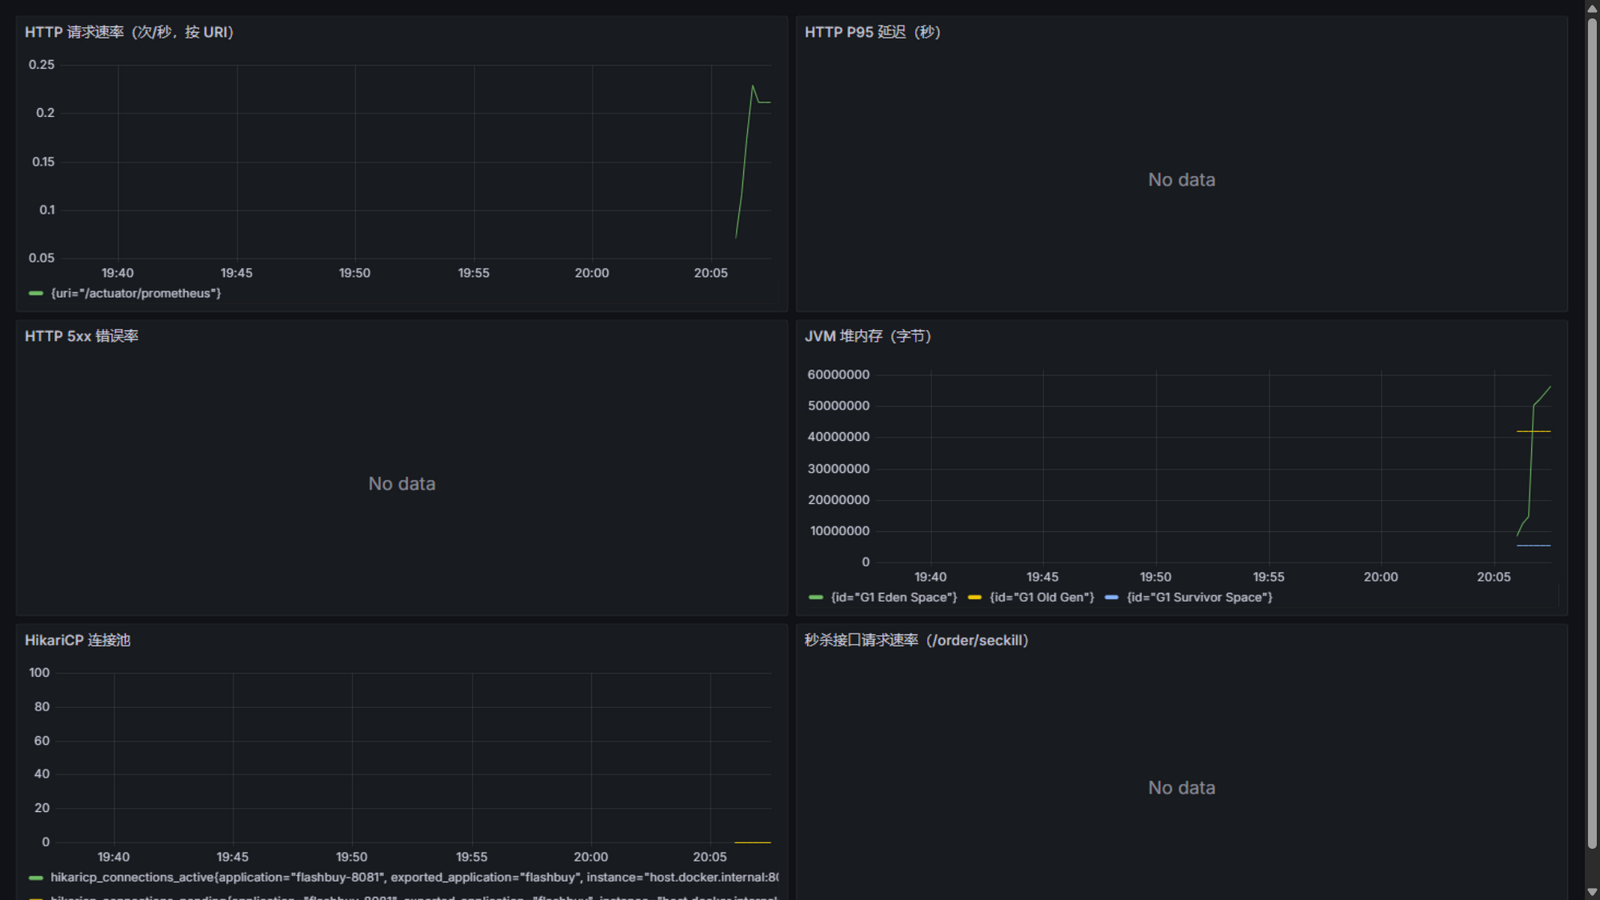 HTTP 请求速率（次/秒，按 URI）
0.25
0.2
0.15
0.1
0.05
19:40 19:45 19:50 19:55 20:00 20:05
{uri="/actuator/prometheus"}
HTTP P95 延迟（秒）
No data
HTTP 5xx 错误率
No data
JVM 堆内存（字节）
60000000
50000000
40000000
30000000
20000000
10000000
0
19:40 19:45 19:50 19:55 20:00 20:05
{id="G1 Eden Space"} {id="G1 Old Gen"} {id="G1 Survivor Space"}
HikariCP 连接池
100
80
60
40
20
0
19:40 19:45 19:50 19:55 20:00 20:05
hikaricp_connections_active{application="flashbuy-8081", exported_application="flashbuy", instance="host.docker.internal:80
秒杀接口请求速率（/order/seckill）
No data